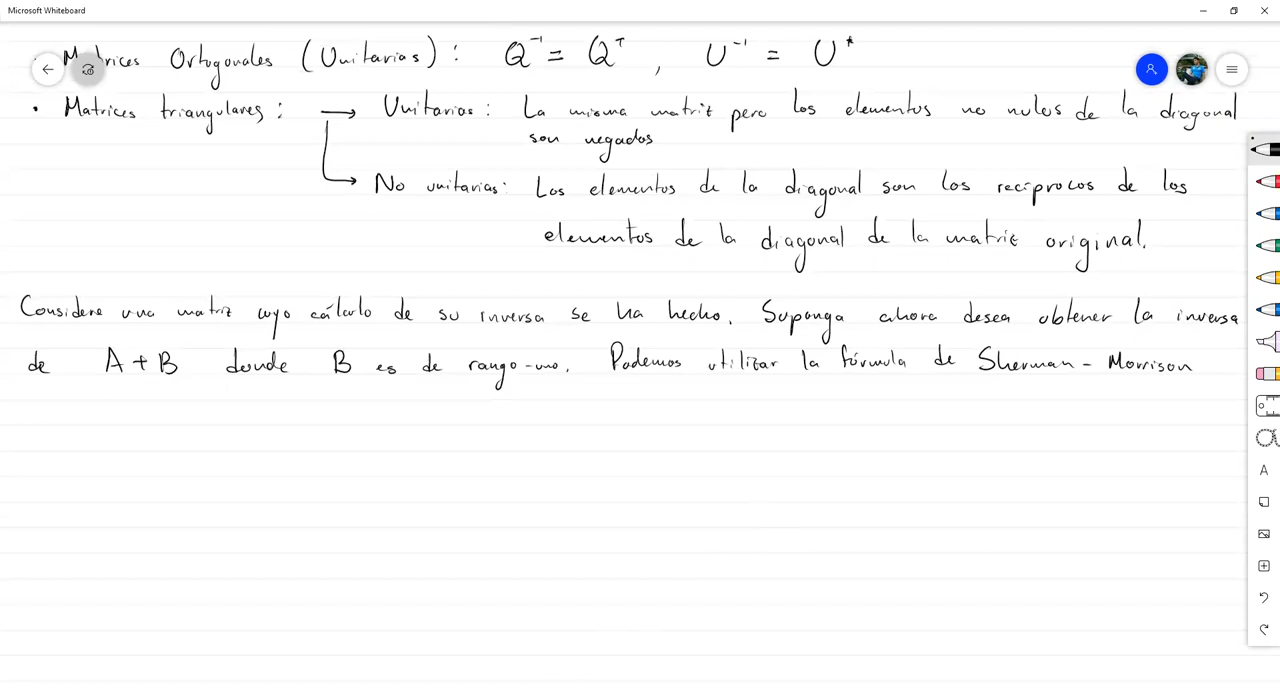 Microsoft Whiteboard
Matrices Ortogonales (Unitarias): Q⁻¹ = Qᵀ, U⁻¹ = U*
• Matrices triangulares: → Unitarias: La misma matriz pero los elementos no nulos de la diagonal
son negados
→ No unitarias: Los elementos de la diagonal son los recíprocos de los
elementos de la diagonal de la matriz original.
Considere una matriz cuyo cálculo de su inversa se ha hecho. Suponga ahora desea obtener la inversa
de A + B donde B es de rango-uno. Podemos utilizar la fórmula de Sherman - Morrison
A